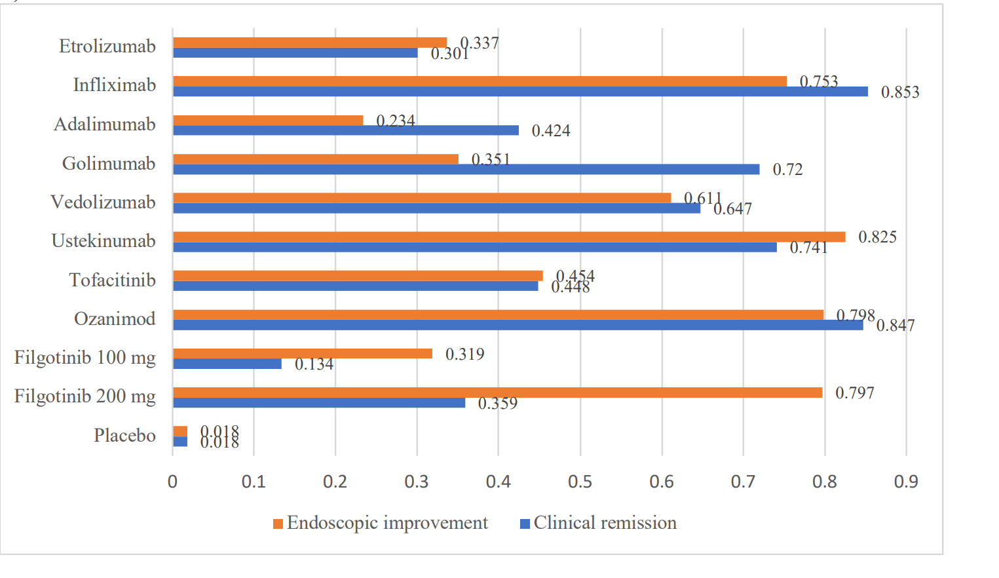 Etrolizumab 0.337
0.301
Infliximab 0.753
0.853
Adalimumab 0.234
0.424
Golimumab 0.351
0.72
Vedolizumab 0.611
0.647
Ustekinumab 0.825
0.741
Tofacitinib 0.454
0.448
Ozanimod 0.798
0.847
Filgotinib 100 mg 0.319
0.134
Filgotinib 200 mg 0.797
0.359
Placebo 0.018
0.018
0 0.1 0.2 0.3 0.4 0.5 0.6 0.7 0.8 0.9
Endoscopic improvement Clinical remission